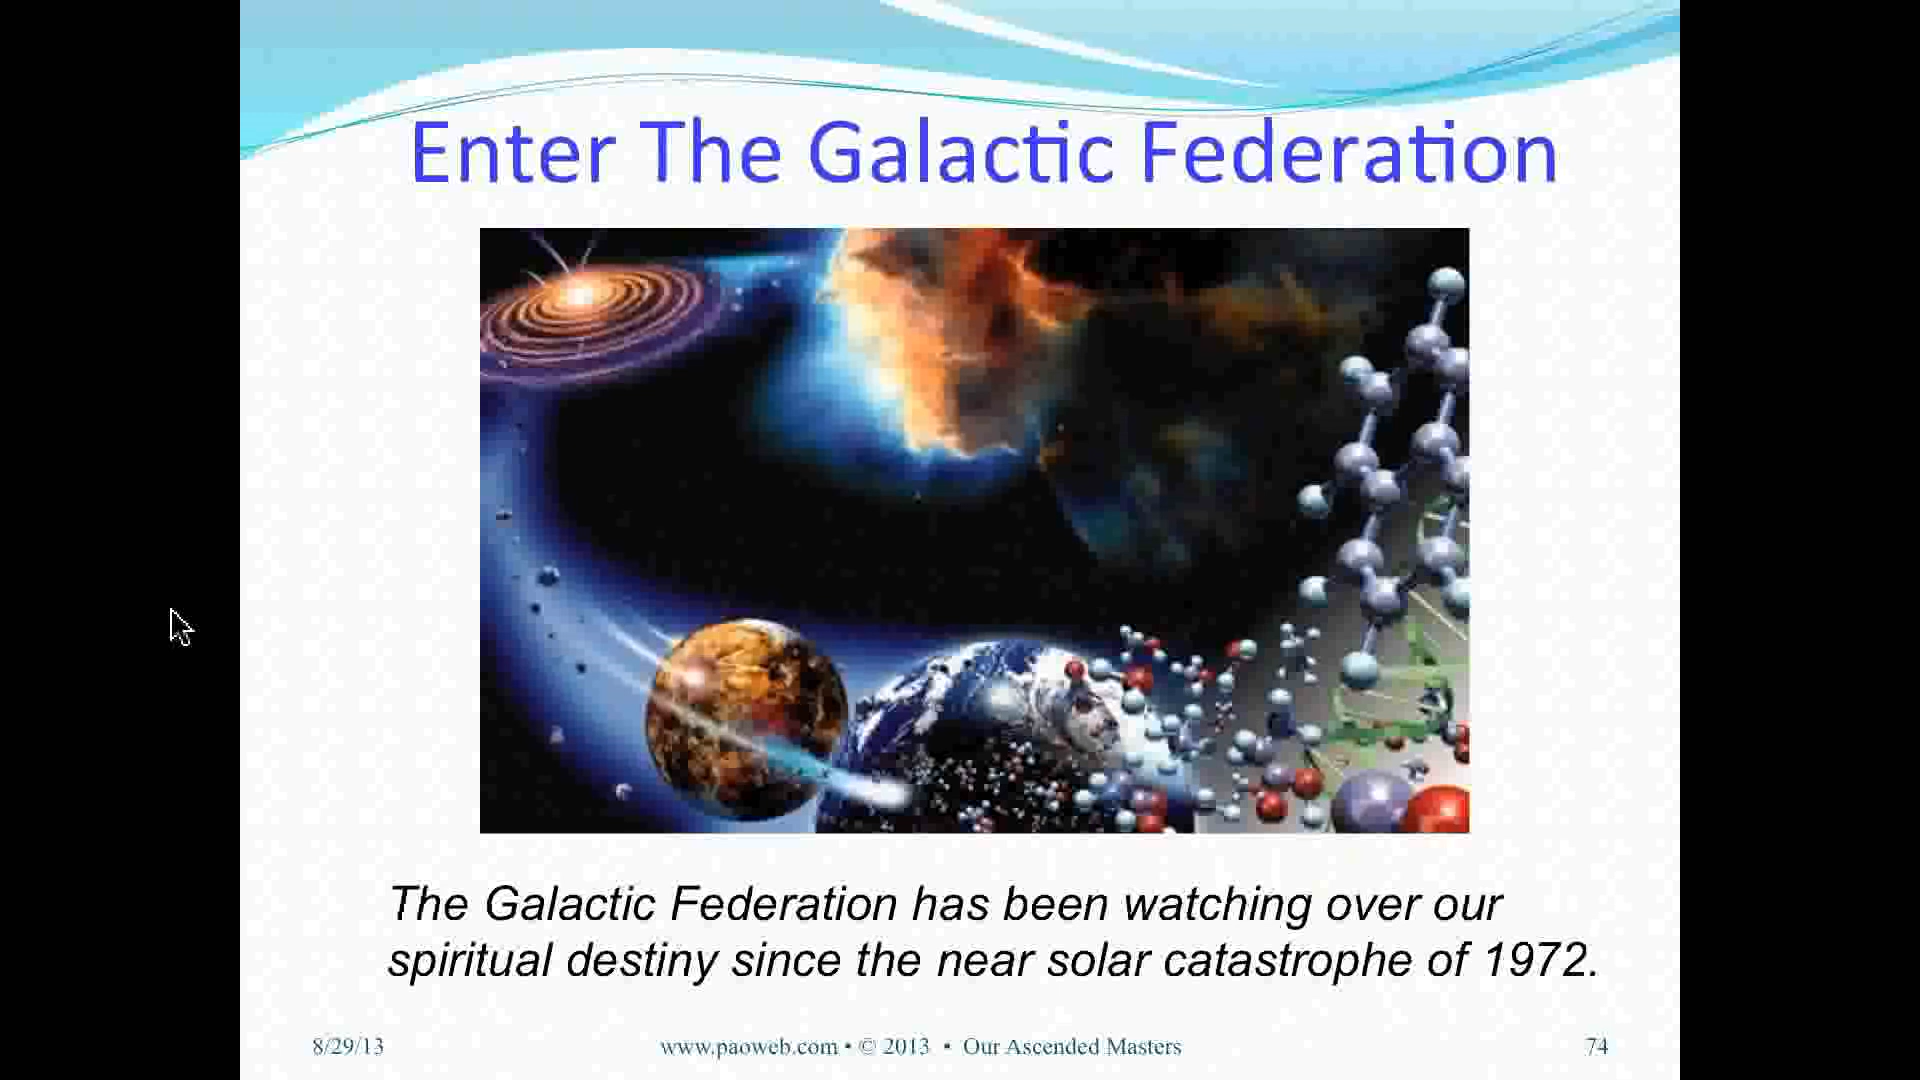 Enter The Galactic Federation
The Galactic Federation has been watching over our
spiritual destiny since the near solar catastrophe of 1972.
8/29/13
www.paoweb.com • © 2013 • Our Ascended Masters
74